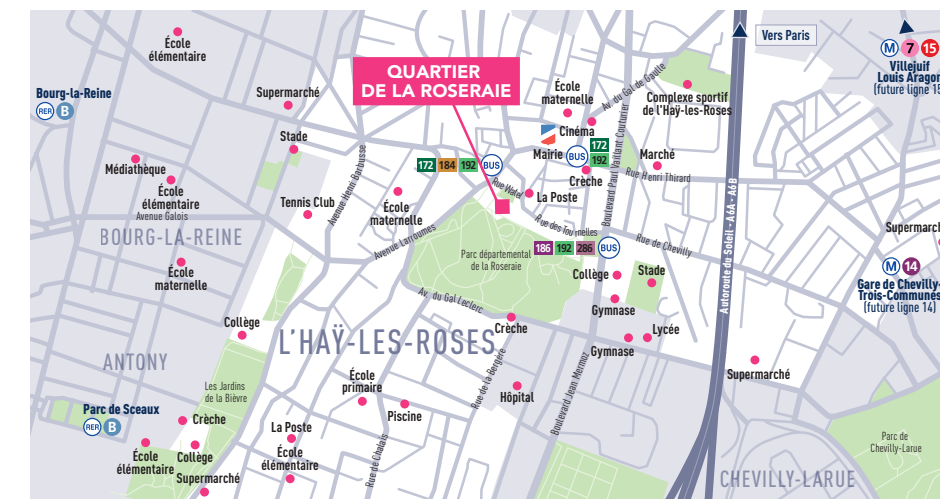 École
élémentaire
Bourg-la-Reine
RER B
Supermarché
Stade
Médiathèque
École
élémentaire
Avenue Galois
BOURG-LA-REINE
École
maternelle
Tennis Club
Avenue Henri Barbusse
École
maternelle
Avenue Larroumes
QUARTIER
DE LA ROSERAIE
172 184 192 BUS
Rue Watel
La Poste
École
maternelle
Av. du Gal de Gaulle
Cinéma
Mairie BUS
172
192
Crèche
Boulevard Paul Vaillant Couturier
Complexe sportif
de l'Haÿ-les-Roses
Marché
Rue Henri Thirard
Vers Paris
M 7 15
Villejuif
Louis Aragon
(future ligne 15
Autoroute du Soleil - A6A - A6B
Supermarch
M 14
Gare de Chevilly-
Trois-Communes
(future ligne 14)
Rue des Tournelles
186 192 286 BUS
Rue de Chevilly
Parc départemental
de la Roseraie
Collège
Stade
Gymnase
Lycée
Gymnase
Av. du Gal Leclerc
Crèche
L'HAŸ-LES-ROSES
Collège
ANTONY
Les Jardins
de la Bièvre
Parc de Sceaux
RER B
Crèche
École
élémentaire
Collège
Supermarché
La Poste
École
élémentaire
École
primaire
Piscine
Rue de Chalais
Rue de la Bergère
Hôpital
Boulevard Jean Mermoz
Supermarché
Parc de
Chevilly-Larue
CHEVILLY-LARUE